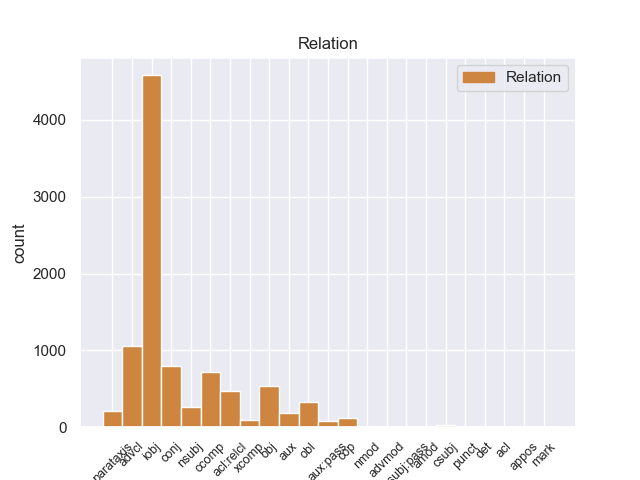 Relation
Relation
count
4000
3000
2000
1000
0
parataxis
advcl
iobj
conj
nsubj
ccomp
acl:relcl
xcomp
obj
aux
obl
aux:pass
cop
nmod
advmod
subj:pass
amod
csubj
punct
det
acl
appos
mark